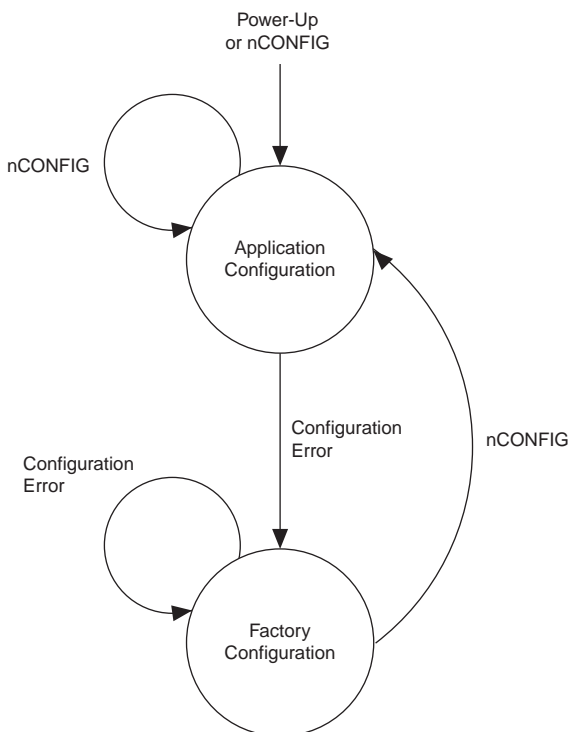 Power-Up
or nCONFIG
nCONFIG
Application
Configuration
Configuration
Error
nCONFIG
Configuration
Error
Factory
Configuration